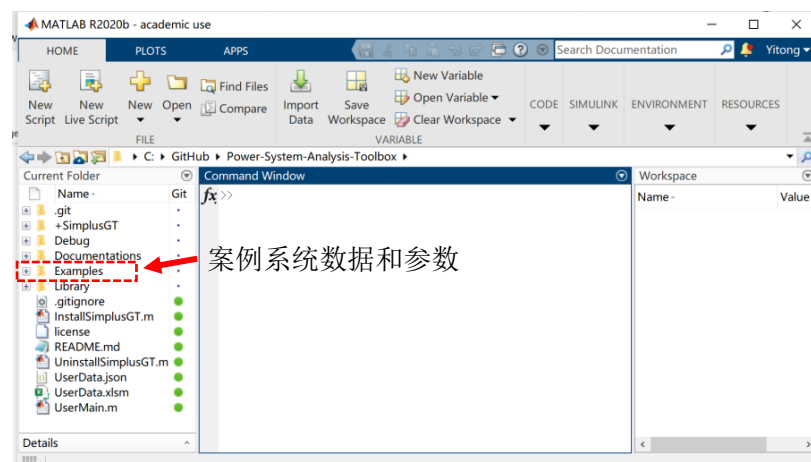 MATLAB R2020b - academic use
HOME PLOTS APPS Search Documentation Yitong
New Script New Live Script New Open Find Files Compare Import Data Save Workspace New Variable Open Variable Clear Workspace CODE SIMULINK ENVIRONMENT RESOURCES
FILE VARIABLE
C: GitHub Power-System-Analysis-Toolbox
Current Folder
Name Git
.git
+SimplusGT
Debug
Documentations
Examples
Library
.gitignore
InstallSimplusGT.m
license
README.md
UninstallSimplusGT.m
UserData.json
UserData.xlsm
UserMain.m
Details
Command Window
fx >>
案例系统数据和参数
Workspace
Name Value